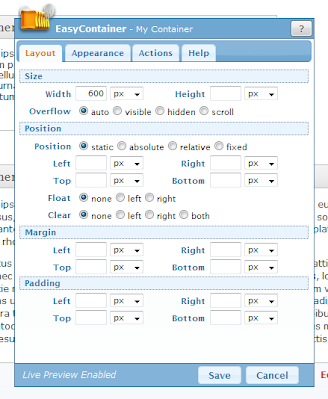 EasyContainer - My Container
?
Layout Appearance Actions Help
Size
Width 600 px Height px
Overflow auto visible hidden scroll
Position
Position static absolute relative fixed
Left px Right px
Top px Bottom px
Float none left right
Clear none left right both
Margin
Left px Right px
Top px Bottom px
Padding
Left px Right px
Top px Bottom px
Live Preview Enabled Save Cancel